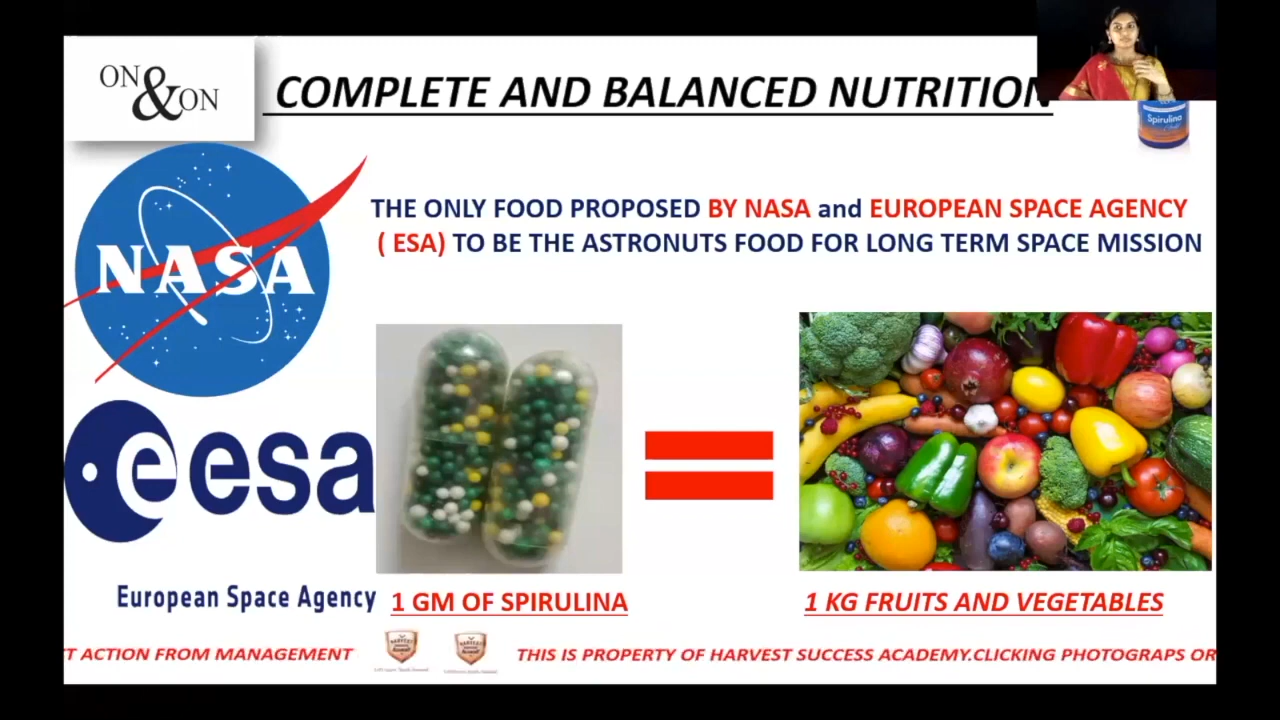 ON
&
ON
COMPLETE AND BALANCED NUTRITION
Spirulina
NASA
THE ONLY FOOD PROPOSED BY NASA and EUROPEAN SPACE AGENCY
( ESA) TO BE THE ASTRONUTS FOOD FOR LONG TERM SPACE MISSION
eesa
European Space Agency
1 GM OF SPIRULINA
1 KG FRUITS AND VEGETABLES
T ACTION FROM MANAGEMENT
THIS IS PROPERTY OF HARVEST SUCCESS ACADEMY.CLICKING PHOTOGRAPS OR